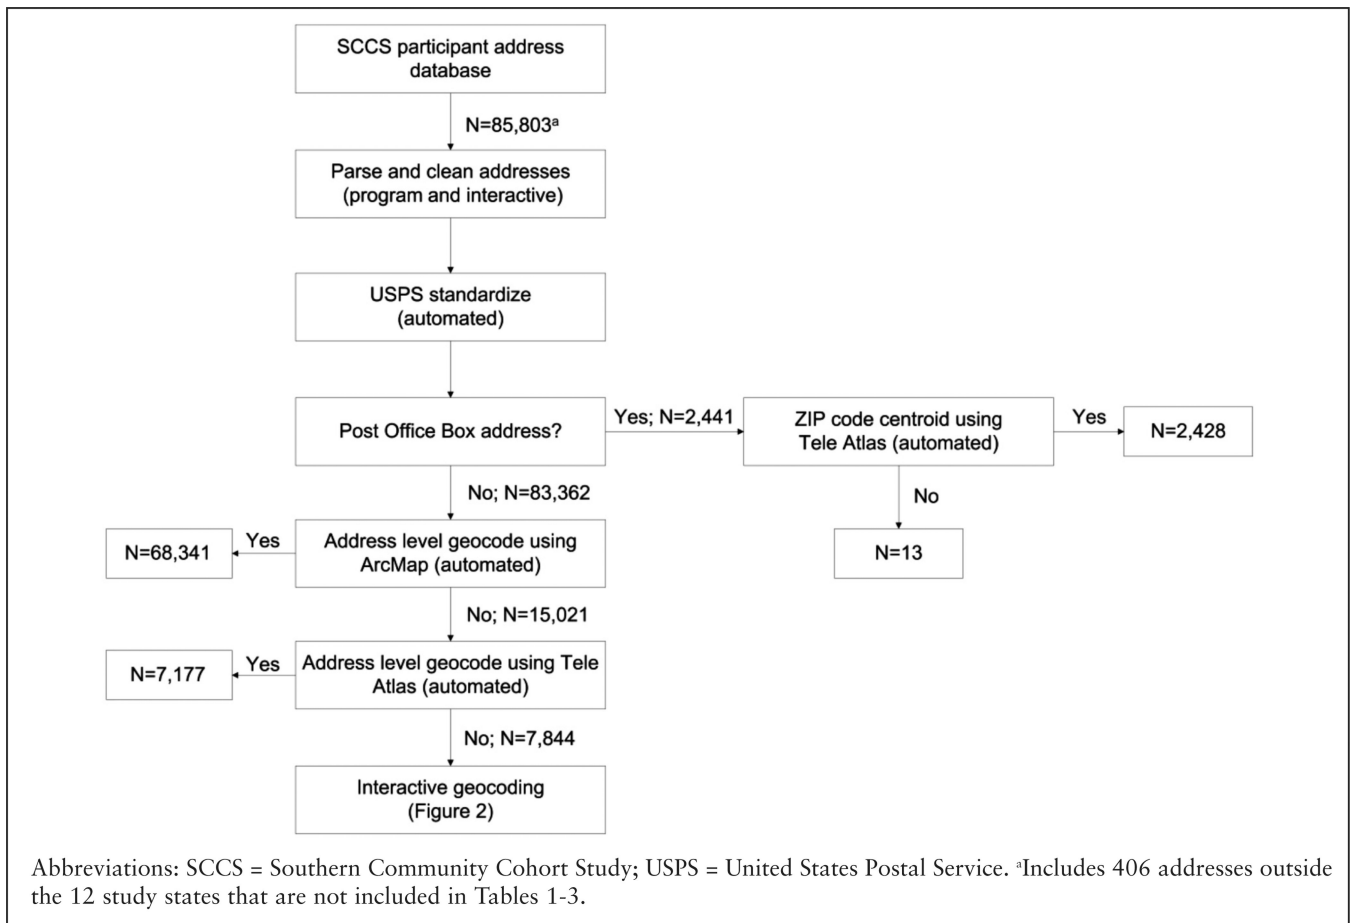 SCCS participant address
database
N=85,803ᵃ
Parse and clean addresses
(program and interactive)
USPS standardize
(automated)
Post Office Box address?
Yes; N=2,441
ZIP code centroid using
Tele Atlas (automated)
Yes
N=2,428
No
N=13
No; N=83,362
Address level geocode using
ArcMap (automated)
Yes
N=68,341
No; N=15,021
Address level geocode using Tele
Atlas (automated)
Yes
N=7,177
No; N=7,844
Interactive geocoding
(Figure 2)
Abbreviations: SCCS = Southern Community Cohort Study; USPS = United States Postal Service. ᵃIncludes 406 addresses outside
the 12 study states that are not included in Tables 1-3.